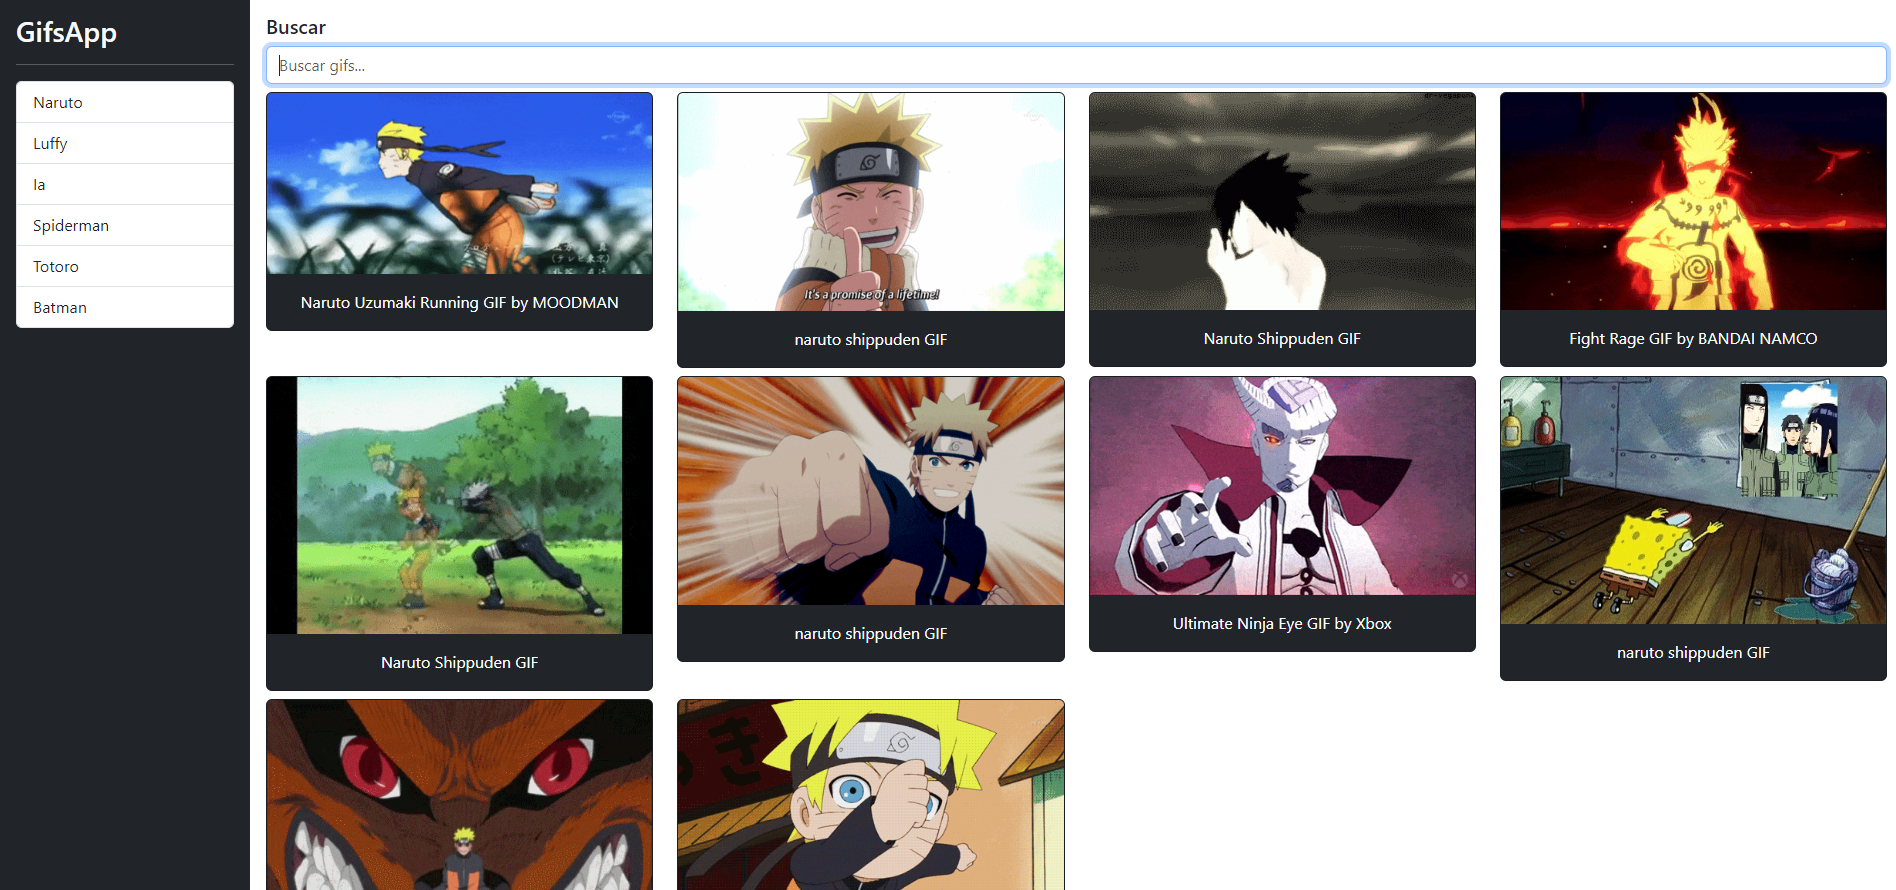 GifsApp
Naruto
Luffy
Ia
Spiderman
Totoro
Batman
Buscar
Buscar gifs...
Naruto Uzumaki Running GIF by MOODMAN
It's a promise of a lifetime!
naruto shippuden GIF
Naruto Shippuden GIF
Fight Rage GIF by BANDAI NAMCO
Naruto Shippuden GIF
naruto shippuden GIF
Ultimate Ninja Eye GIF by Xbox
naruto shippuden GIF